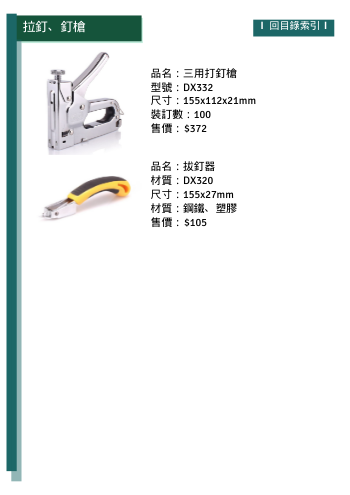 拉釘、釘槍
I 回目錄索引 I
品名：三用打釘槍
型號：DX332
尺寸：155x112x21mm
裝訂數：100
售價：$372
品名：拔釘器
材質：DX320
尺寸：155x27mm
材質：鋼鐵、塑膠
售價：$105